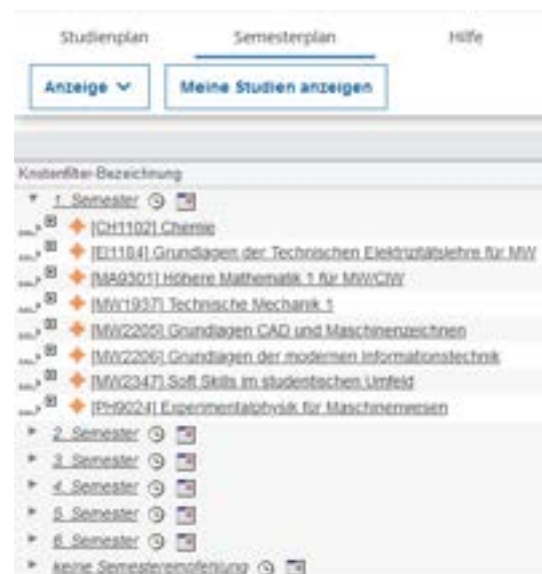 Studienplan Semesterplan Hilfe
Anzeige Meine Studien anzeigen
Knotenfilter-Bezeichnung
1. Semester
[CH1102] Chemie
[EI1184] Grundlagen der Technischen Elektrizitätslehre für MW
[MA9301] Höhere Mathematik 1 für MW/CIW
[MW1937] Technische Mechanik 1
[MW2205] Grundlagen CAD und Maschinenzeichnen
[MW2206] Grundlagen der modernen Informationstechnik
[MW2347] Soft Skills im studentischen Umfeld
[PH9024] Experimentalphysik für Maschinenwesen
2. Semester
3. Semester
4. Semester
5. Semester
6. Semester
keine Semesterempfehlung